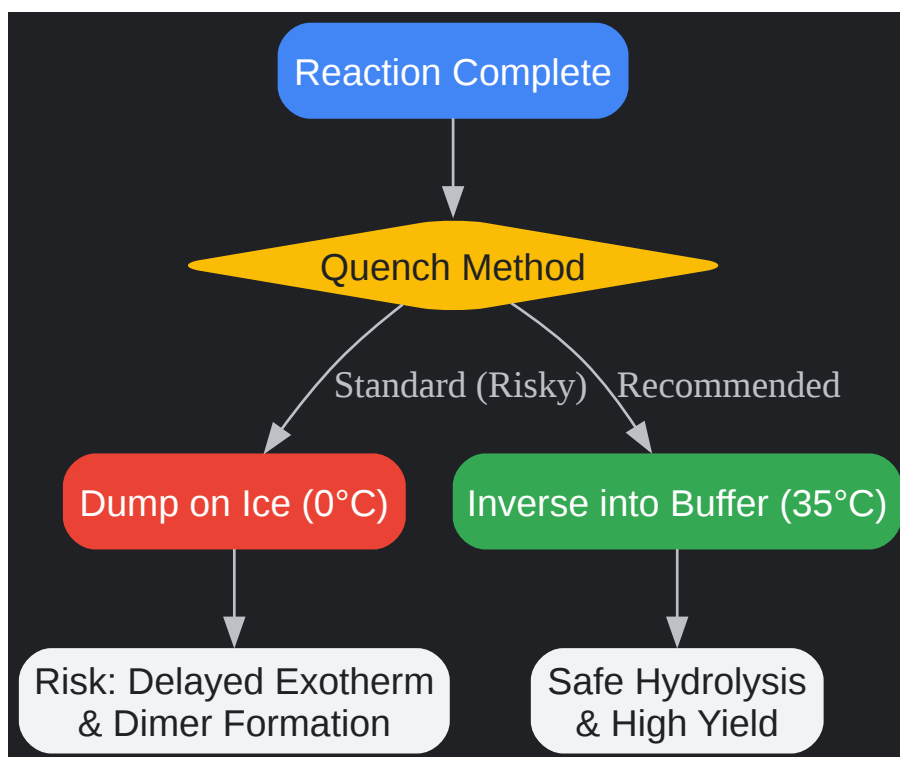 Reaction Complete
Quench Method
Standard (Risky)
Recommended
Dump on Ice (0°C)
Inverse into Buffer (35°C)
Risk: Delayed Exotherm
& Dimer Formation
Safe Hydrolysis
& High Yield